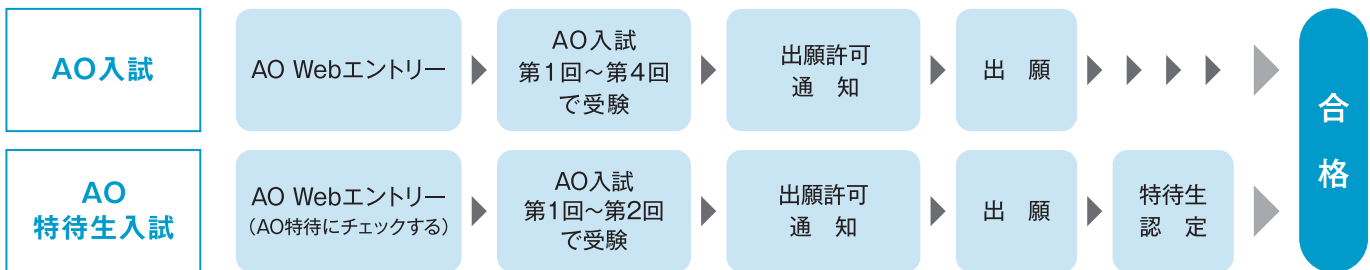 AO入試
AO Webエントリー
AO入試
第1回～第4回
で受験
出願許可
通　知
出　願
AO
特待生入試
AO Webエントリー
（AO特待にチェックする）
AO入試
第1回～第2回
で受験
出願許可
通　知
出　願
特待生
認　定
合格